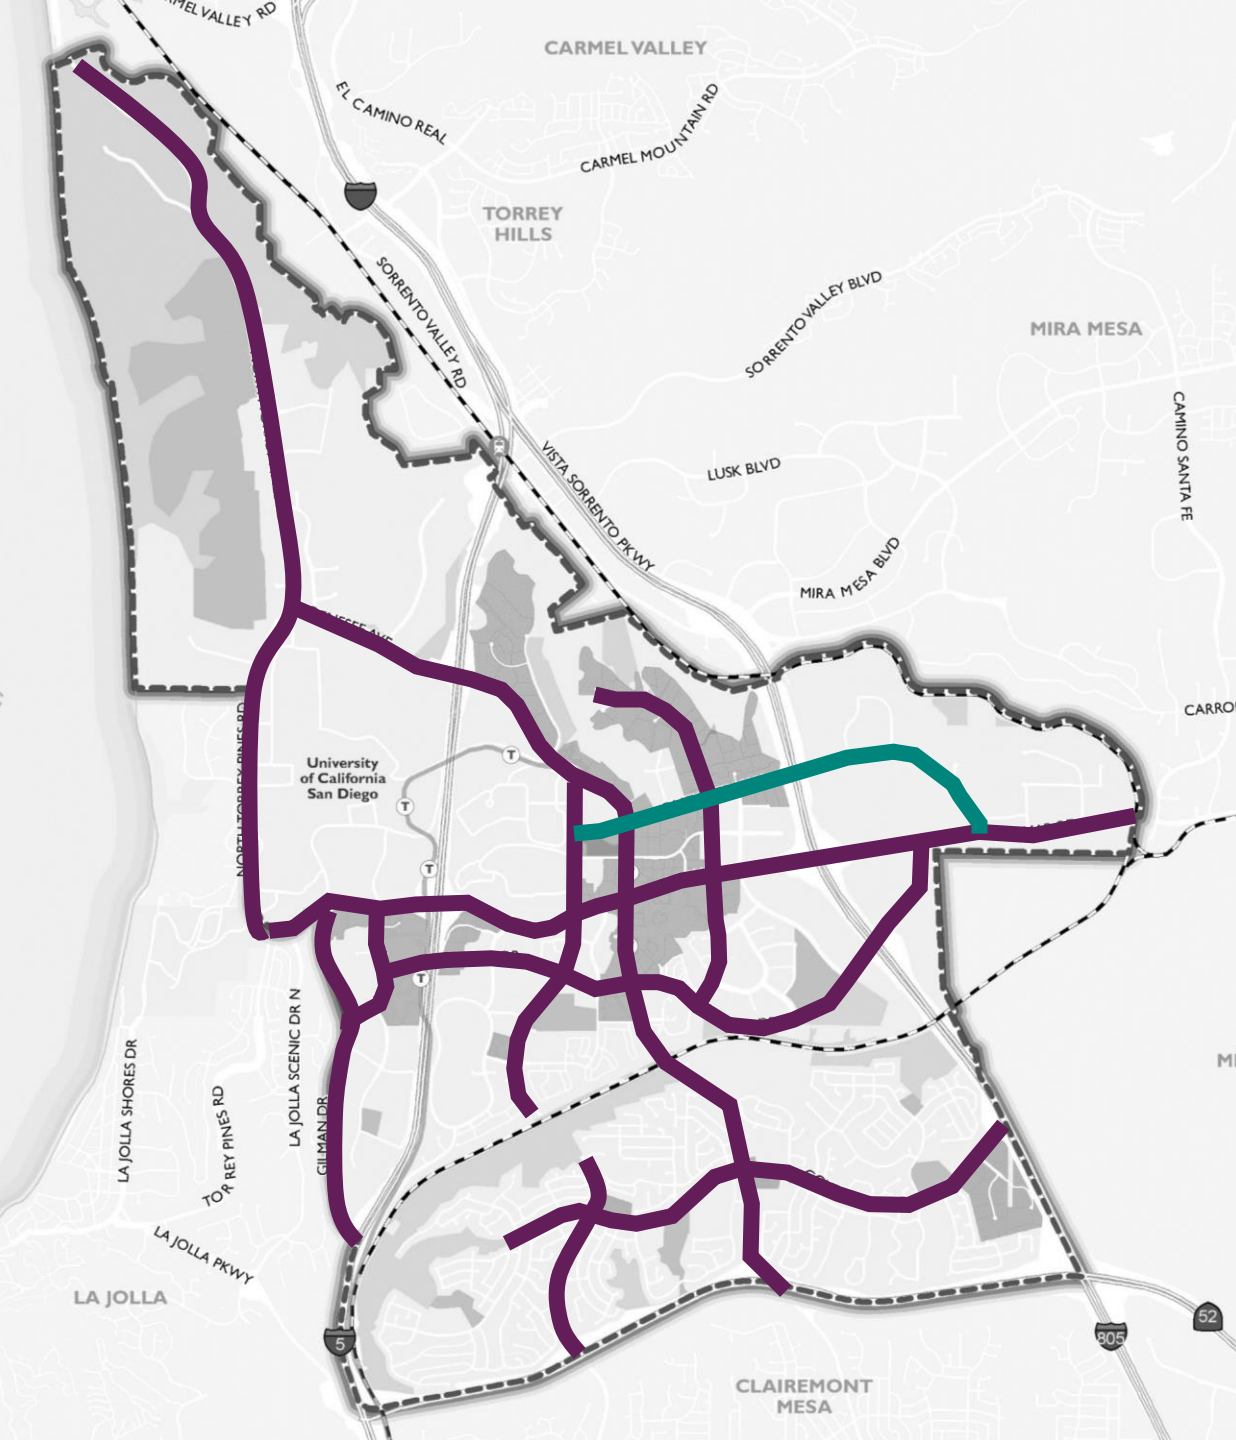 CARMEL VALLEY
EL CAMINO REAL
CARMEL MOUNTAIN RD
TORREY
HILLS
SORRENTO VALLEY RD
SORRENTO VALLEY BLVD
MIRA MESA
CAMINO SANTA FE
VISTA SORRENTO PKWY
LUSK BLVD
MIRA MESA BLVD
CARRO
NORTH TORREY PINES RD
University
of California
San Diego
T
T
T
T
LA JOLLA SHORES DR
TORREY PINES RD
LA JOLLA SCENIC DR N
GILMAN DR
LA JOLLA PKWY
LA JOLLA
5
805
52
CLAIREMONT
MESA